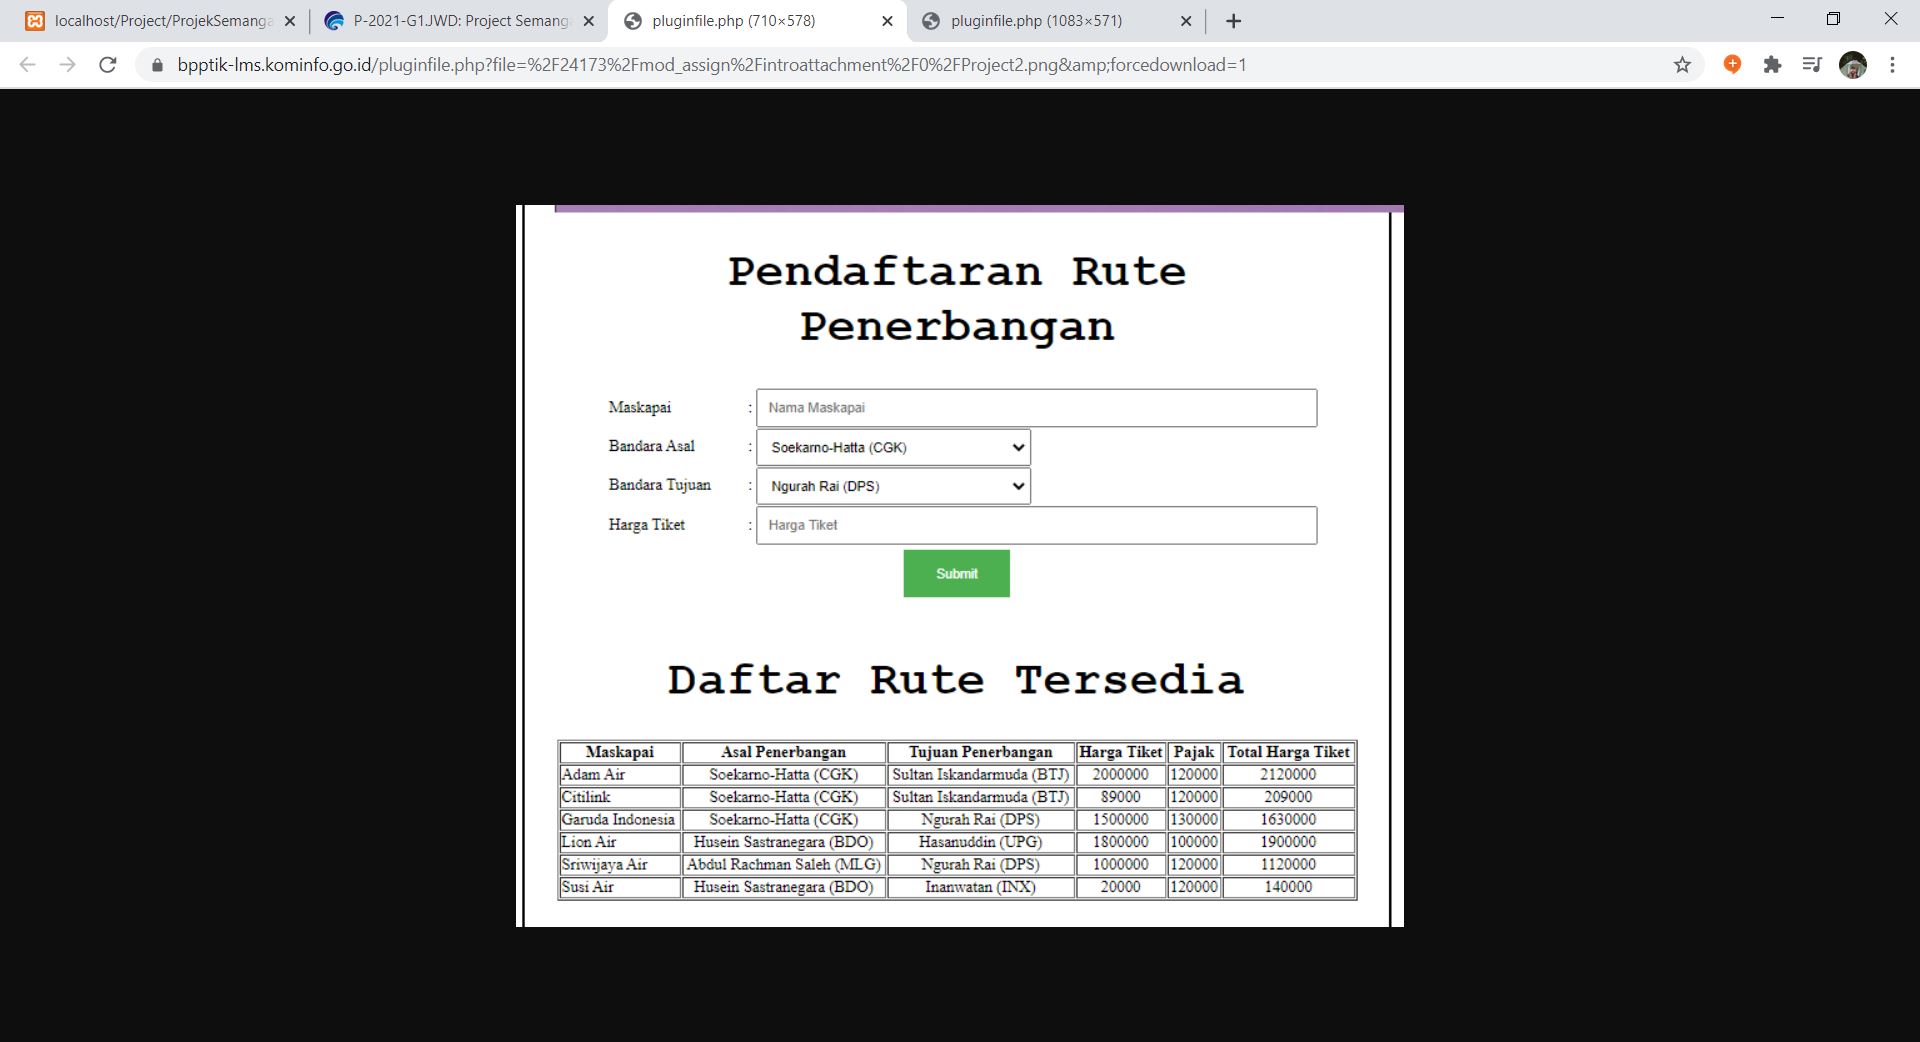 localhost/Project/ProjekSemanga
P-2021-G1.JWD: Project Semang
pluginfile.php (710×578)
pluginfile.php (1083×571)
bpptik-lms.kominfo.go.id/pluginfile.php?file=%2F24173%2Fmod_assign%2Fintroattachment%2F0%2FProject2.png&amp;forcedownload=1
Pendaftaran Rute
Penerbangan
Maskapai : Nama Maskapai
Bandara Asal : Soekarno-Hatta (CGK)
Bandara Tujuan : Ngurah Rai (DPS)
Harga Tiket : Harga Tiket
Submit
Daftar Rute Tersedia
Maskapai Asal Penerbangan Tujuan Penerbangan Harga Tiket Pajak Total Harga Tiket
Adam Air Soekarno-Hatta (CGK) Sultan Iskandarmuda (BTJ) 2000000 120000 2120000
Citilink Soekarno-Hatta (CGK) Sultan Iskandarmuda (BTJ) 89000 120000 209000
Garuda Indonesia Soekarno-Hatta (CGK) Ngurah Rai (DPS) 1500000 130000 1630000
Lion Air Husein Sastranegara (BDO) Hasanuddin (UPG) 1800000 100000 1900000
Sriwijaya Air Abdul Rachman Saleh (MLG) Ngurah Rai (DPS) 1000000 120000 1120000
Susi Air Husein Sastranegara (BDO) Inanwatan (INX) 20000 120000 140000